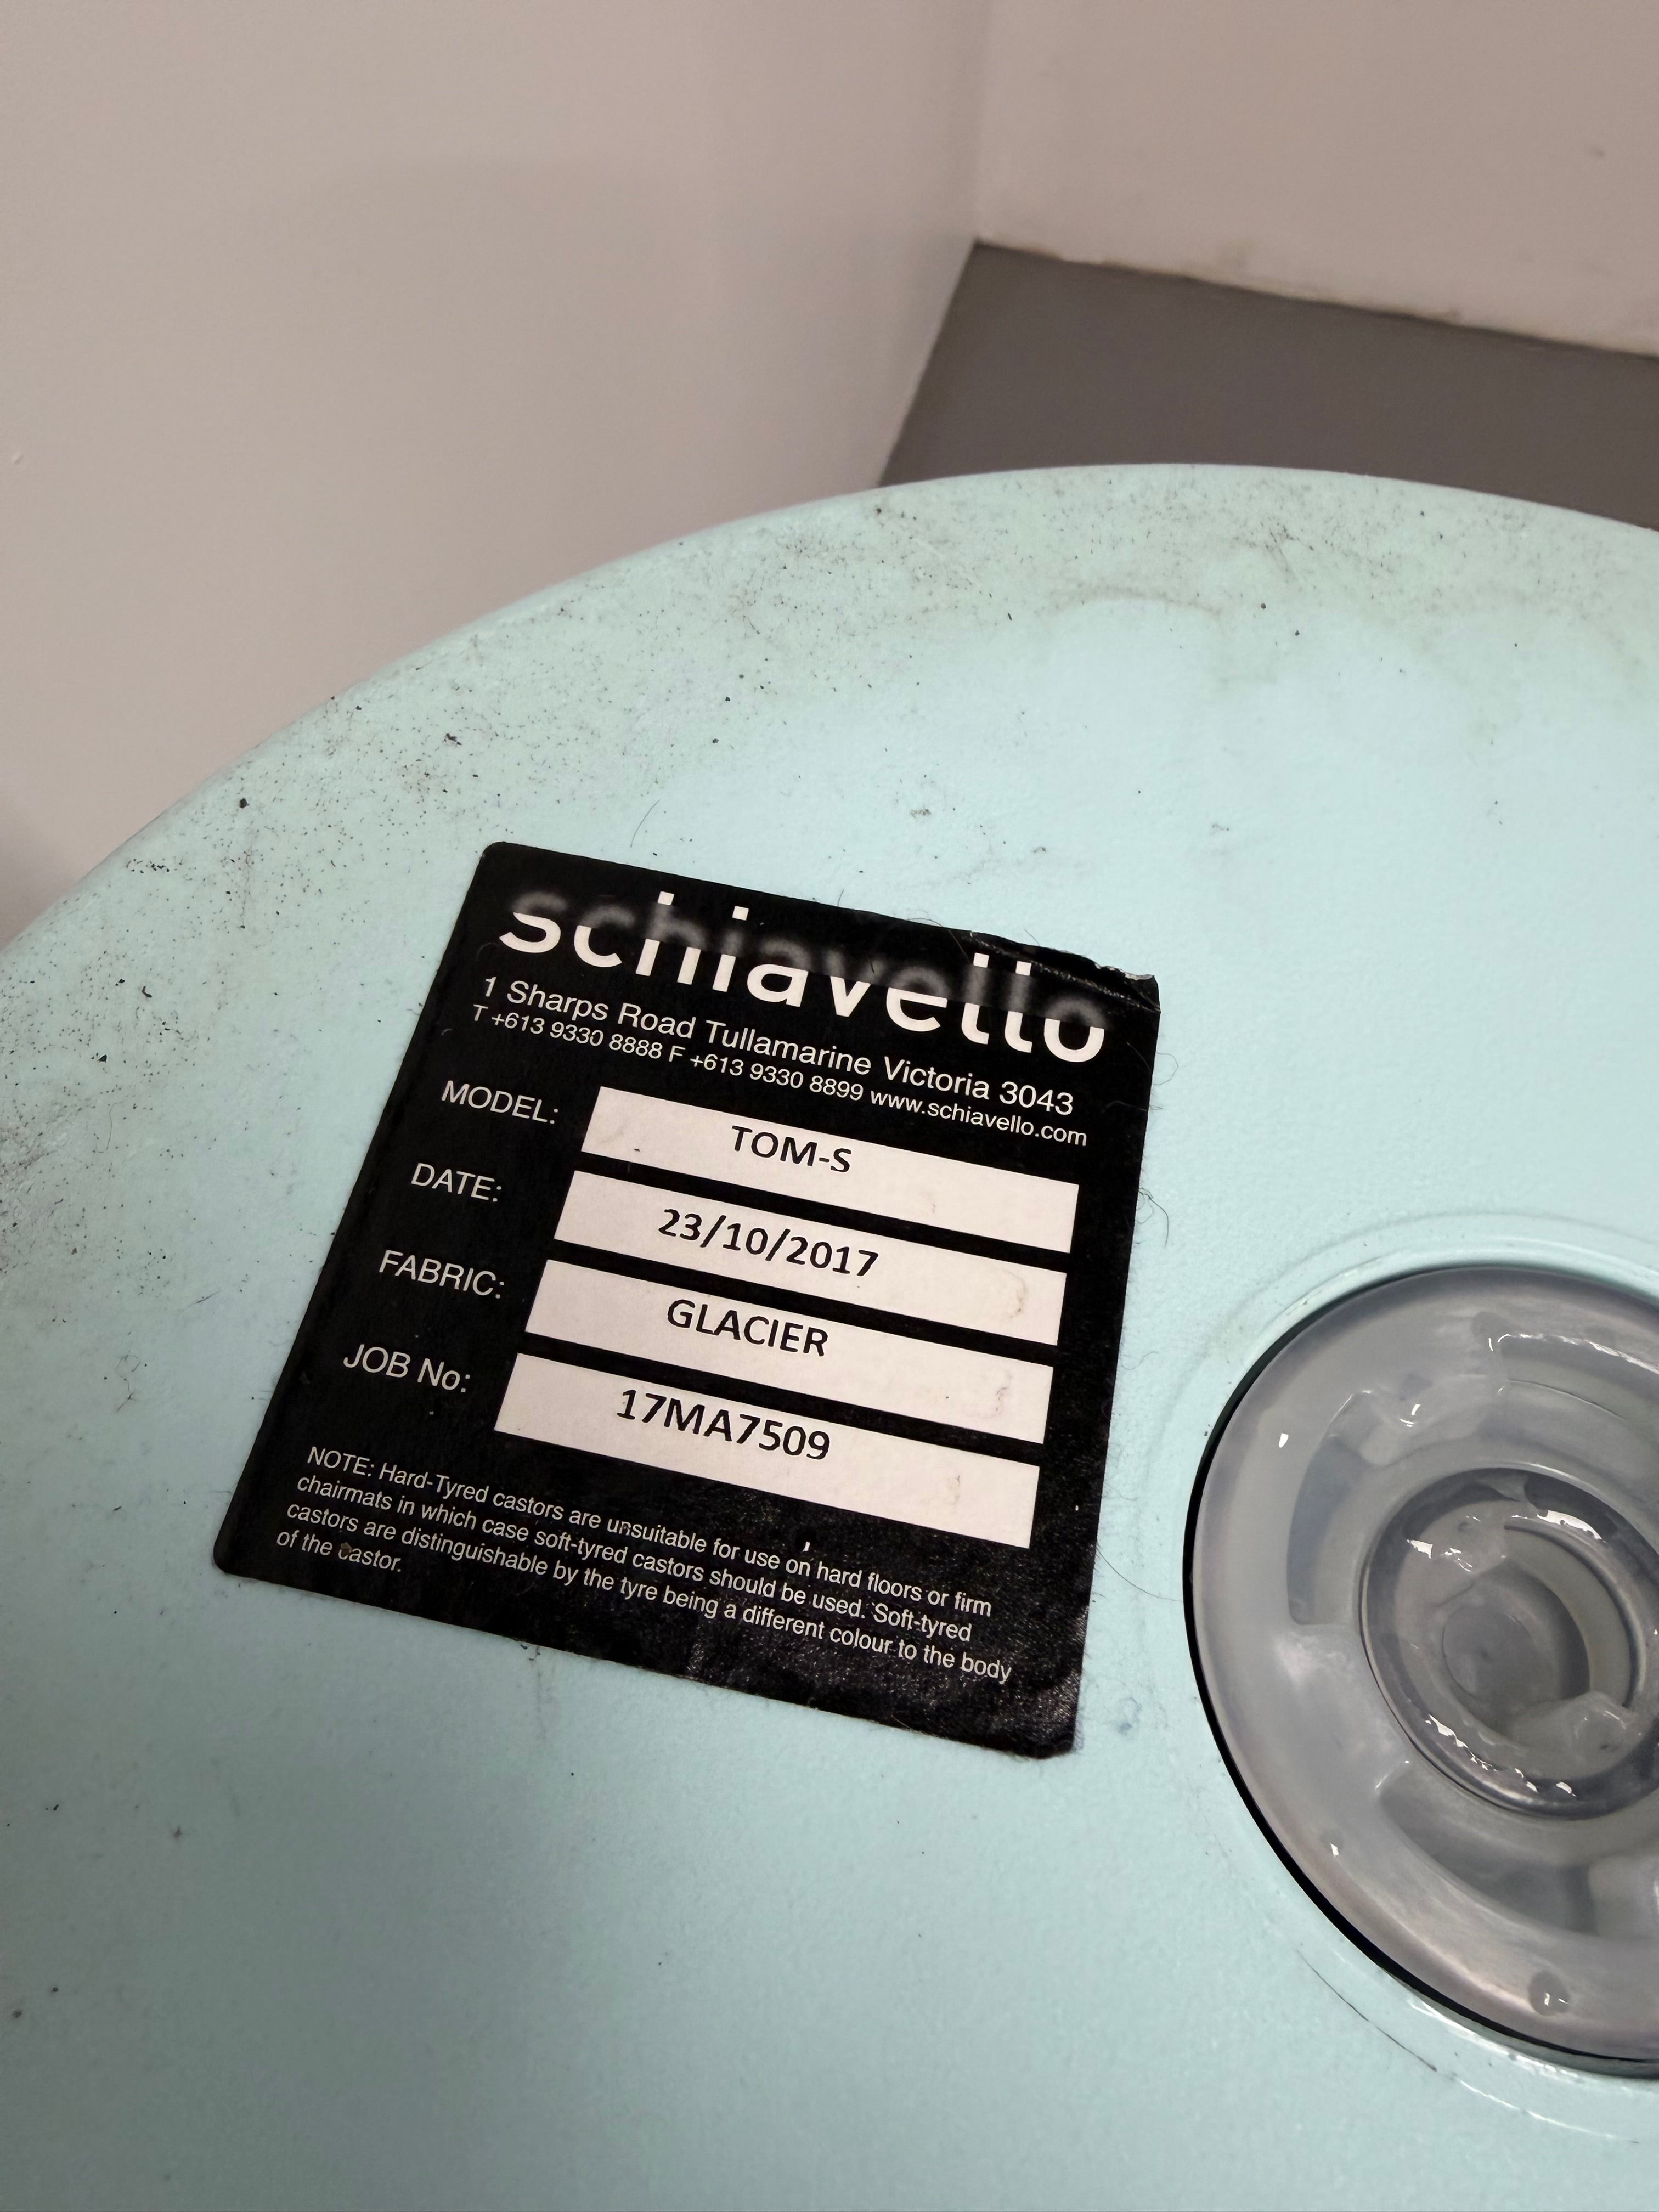 schiavello
1 Sharps Road Tullamarine Victoria 3043
T +613 9330 8888 F +613 9330 8899 www.schiavello.com
MODEL: TOM-S
DATE: 23/10/2017
FABRIC: GLACIER
JOB No: 17MA7509
NOTE: Hard-Tyred castors are unsuitable for use on hard floors or firm
chairmats in which case soft-tyred castors should be used. Soft-tyred
castors are distinguishable by the tyre being a different colour to the body
of the castor.